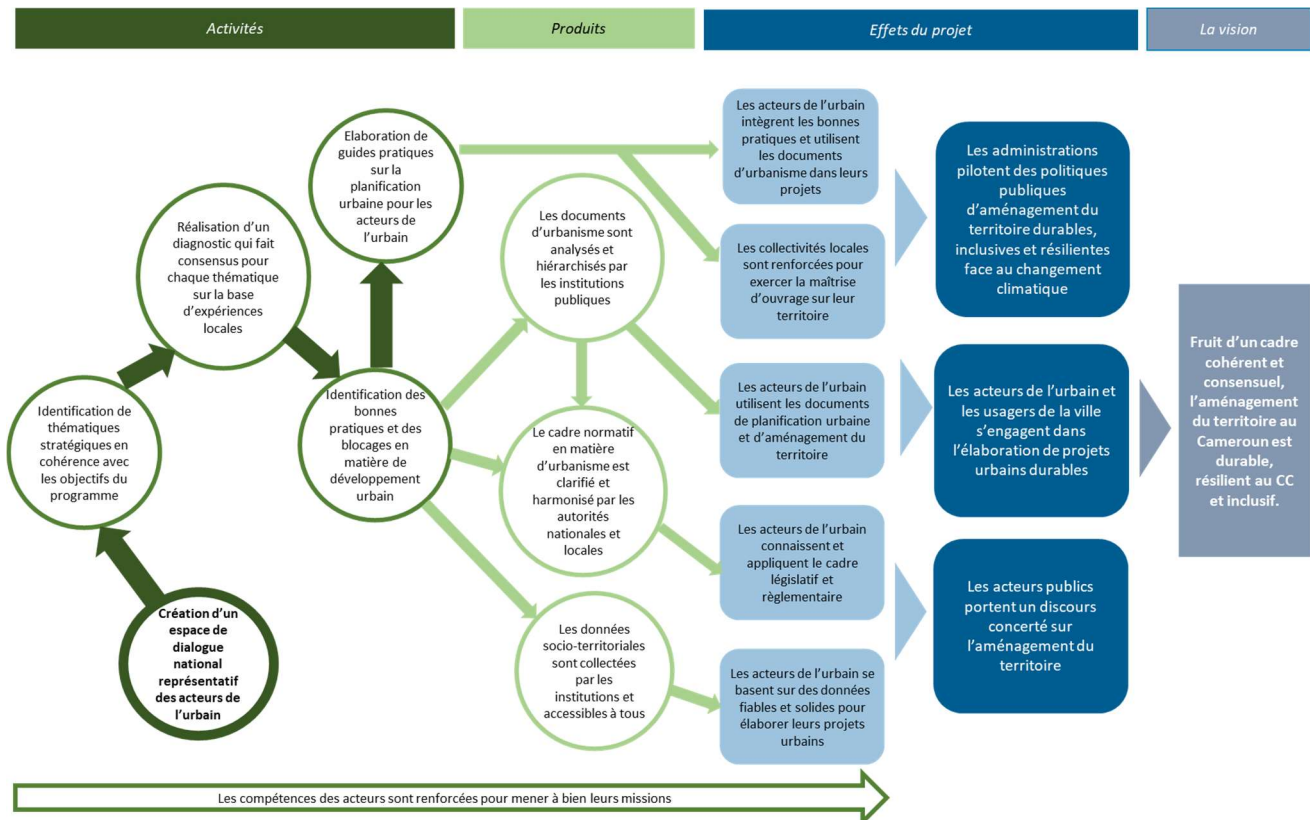 Activités
Produits
Effets du projet
La vision
Création d’un
espace de
dialogue
national
représentatif
des acteurs de
l’urbain
Identification de
thématiques
stratégiques en
cohérence avec
les objectifs du
programme
Réalisation d’un
diagnostic qui fait
consensus pour
chaque thématique
sur la base
d’expériences
locales
Identification des
bonnes
pratiques et des
blocages en
matière de
développement
urbain
Elaboration de
guides pratiques
sur la
planification
urbaine pour les
acteurs de
l’urbain
Les documents
d’urbanisme sont
analysés et
hiérarchisés par
les institutions
publiques
Le cadre normatif
en matière
d’urbanisme est
clarifié et
harmonisé par les
autorités
nationales et
locales
Les données
socio-territoriales
sont collectées
par les
institutions et
accessibles à tous
Les acteurs de l’urbain
intègrent les bonnes
pratiques et utilisent
les documents
d’urbanisme dans leurs
projets
Les collectivités locales
sont renforcées pour
exercer la maîtrise
d’ouvrage sur leur
territoire
Les acteurs de l’urbain
utilisent les documents
de planification urbaine
et d’aménagement du
territoire
Les acteurs de l’urbain
connaissent et
appliquent le cadre
législatif et
règlementaire
Les acteurs de l’urbain se
basent sur des données
fiables et solides pour
élaborer leurs projets
urbains
Les administrations
pilotent des politiques
publiques
d’aménagement du
territoire durables,
inclusives et résilientes
face au changement
climatique
Les acteurs de l’urbain et
les usagers de la ville
s’engagent dans
l’élaboration de projets
urbains durables
Les acteurs publics
portent un discours
concerté sur
l’aménagement du
territoire
Fruit d’un cadre
cohérent et
consensuel,
l’aménagement
du territoire au
Cameroun est
durable,
résilient au CC
et inclusif.
Les compétences des acteurs sont renforcées pour mener à bien leurs missions